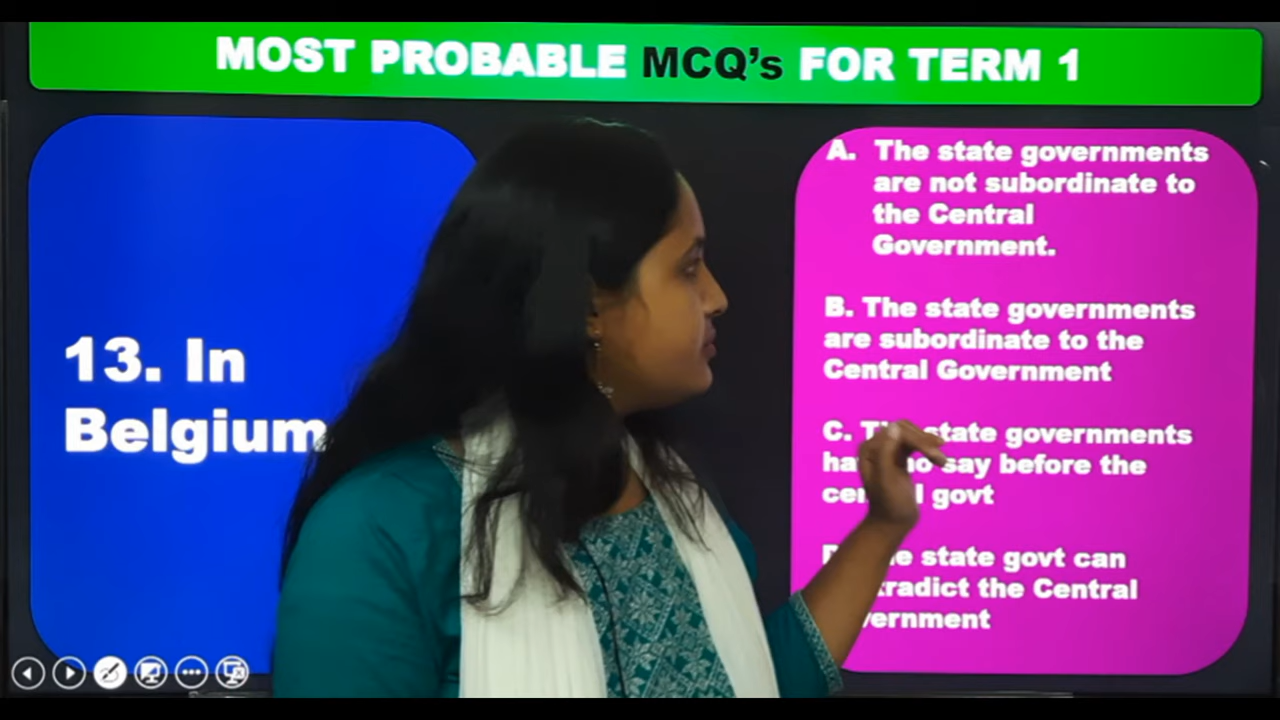 MOST PROBABLE MCQ's FOR TERM 1
13. In
Belgium
A. The state governments
are not subordinate to
the Central
Government.
B. The state governments
are subordinate to the
Central Government
C. state governments
say before the
govt
state govt can
the Central